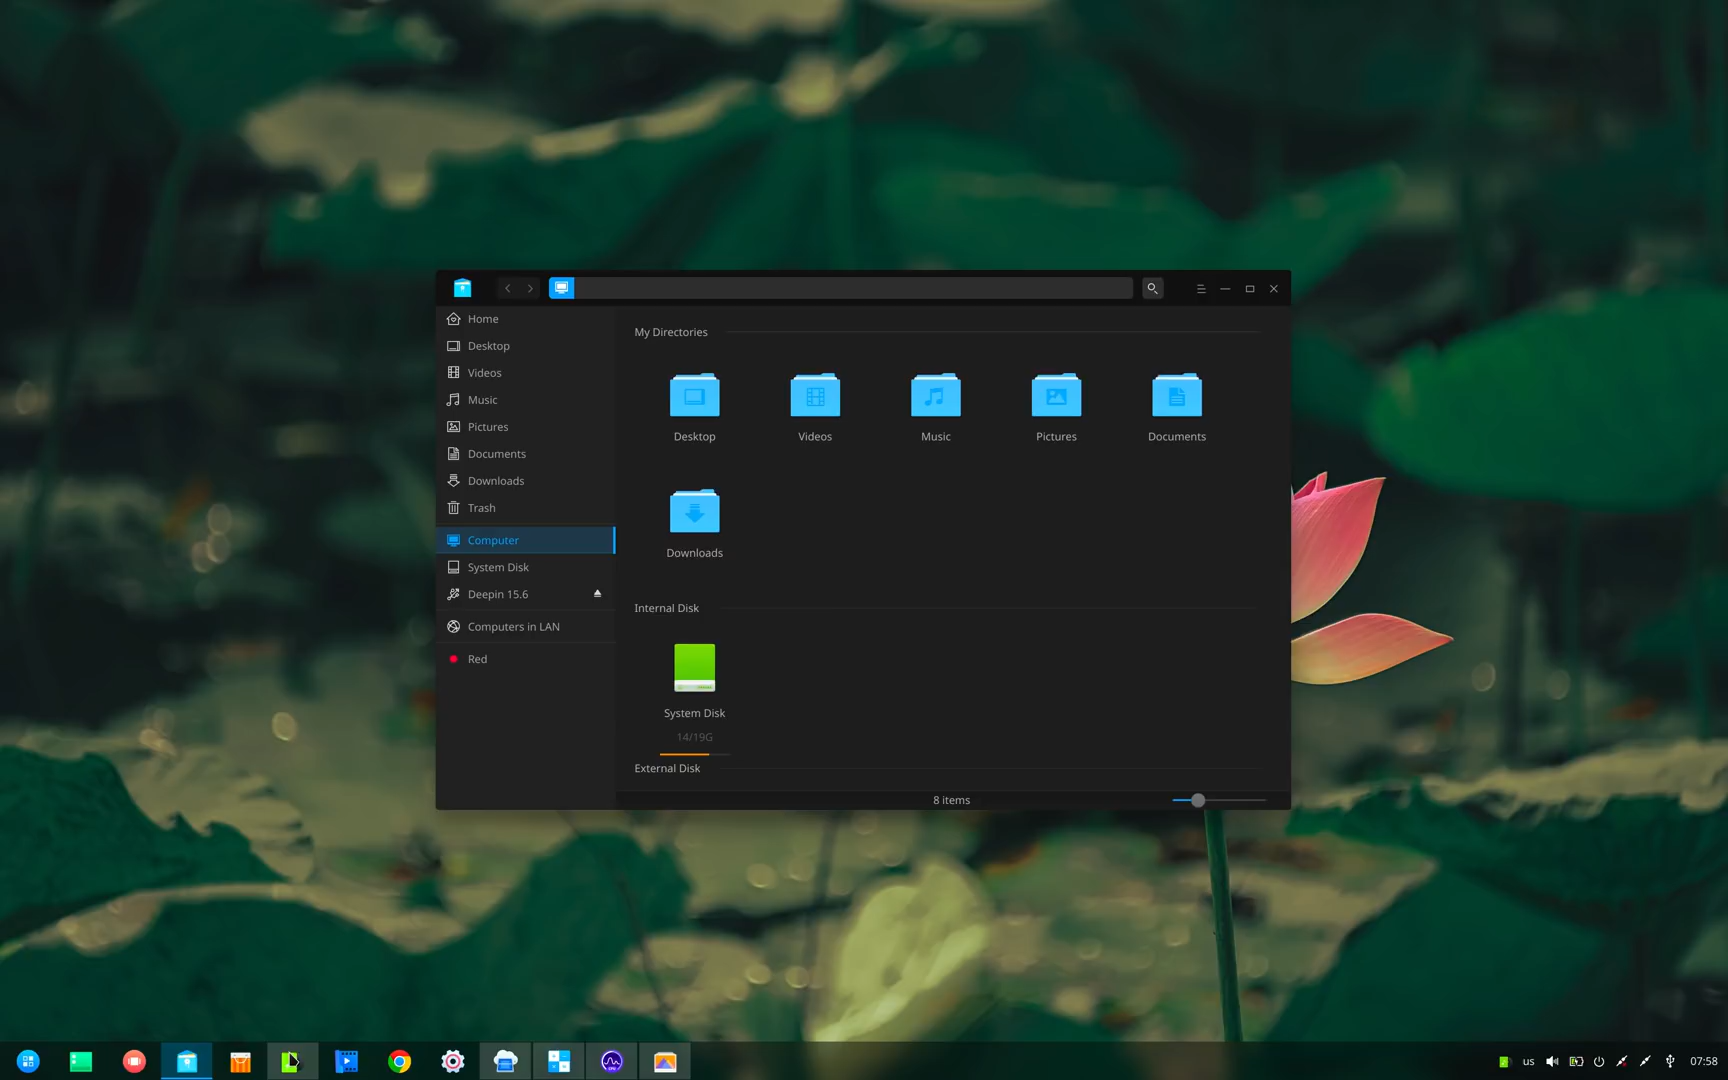 Home
Desktop
Videos
Music
Pictures
Documents
Downloads
Trash
Computer
System Disk
Deepin 15.6
Computers in LAN
Red
My Directories
Desktop
Videos
Music
Pictures
Documents
Downloads
Internal Disk
System Disk
14/19G
External Disk
8 items
us
07:58